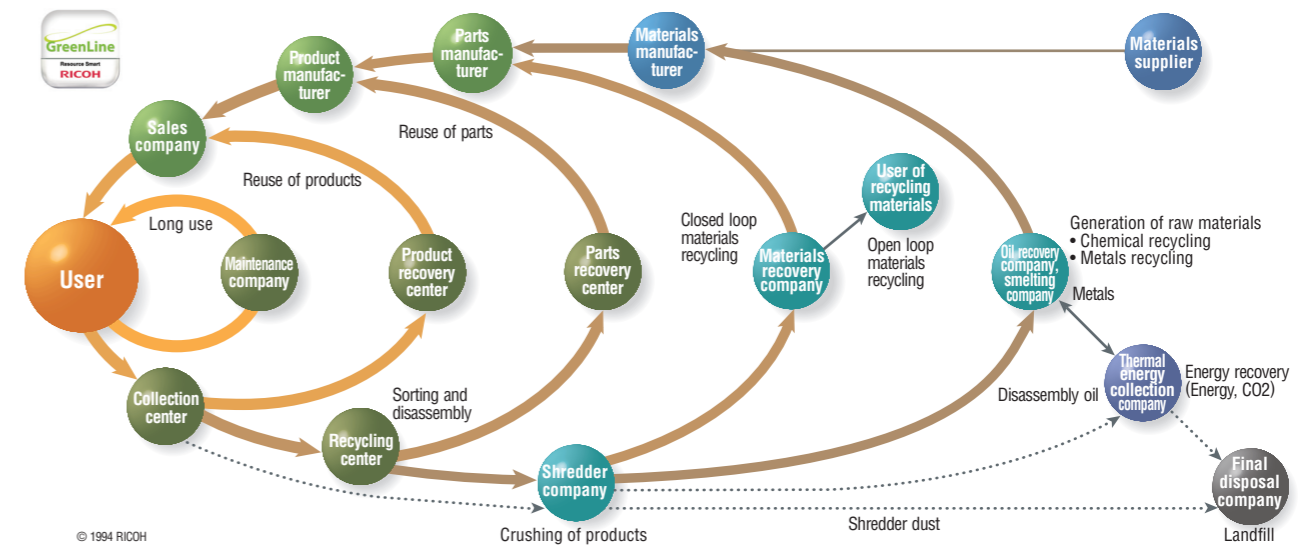 GreenLine
Resource Smart
RICOH
Parts
manufac-
turer
Materials
manufac-
turer
Materials
supplier
Product
manufac-
turer
Sales
company
Reuse of parts
Reuse of products
Long use
User
Maintenance
company
Product
recovery
center
Parts
recovery
center
Closed loop
materials
recycling
Materials
recovery
company
User of
recycling
materials
Open loop
materials
recycling
Oil recovery
company,
smelting
company
Generation of raw materials
• Chemical recycling
• Metals recycling
Metals
Thermal
energy
collection
company
Energy recovery
(Energy, CO2)
Disassembly oil
Collection
center
Sorting and
disassembly
Recycling
center
Shredder
company
Crushing of products
Shredder dust
Final
disposal
company
Landfill
© 1994 RICOH